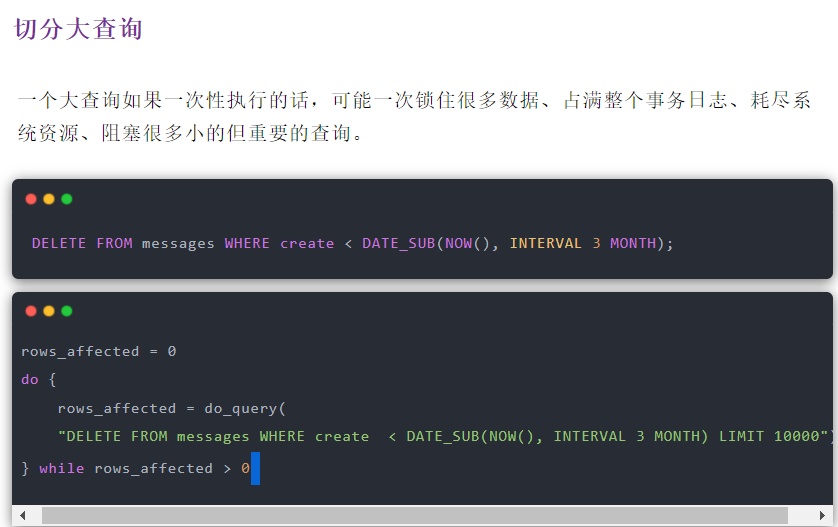 切分大查询
一个大查询如果一次性执行的话，可能一次锁住很多数据、占满整个事务日志、耗尽系
统资源、阻塞很多小的但重要的查询。
DELETE FROM messages WHERE create < DATE_SUB(NOW(), INTERVAL 3 MONTH);
rows_affected = 0
do {
    rows_affected = do_query(
    "DELETE FROM messages WHERE create  < DATE_SUB(NOW(), INTERVAL 3 MONTH) LIMIT 10000")
} while rows_affected > 0